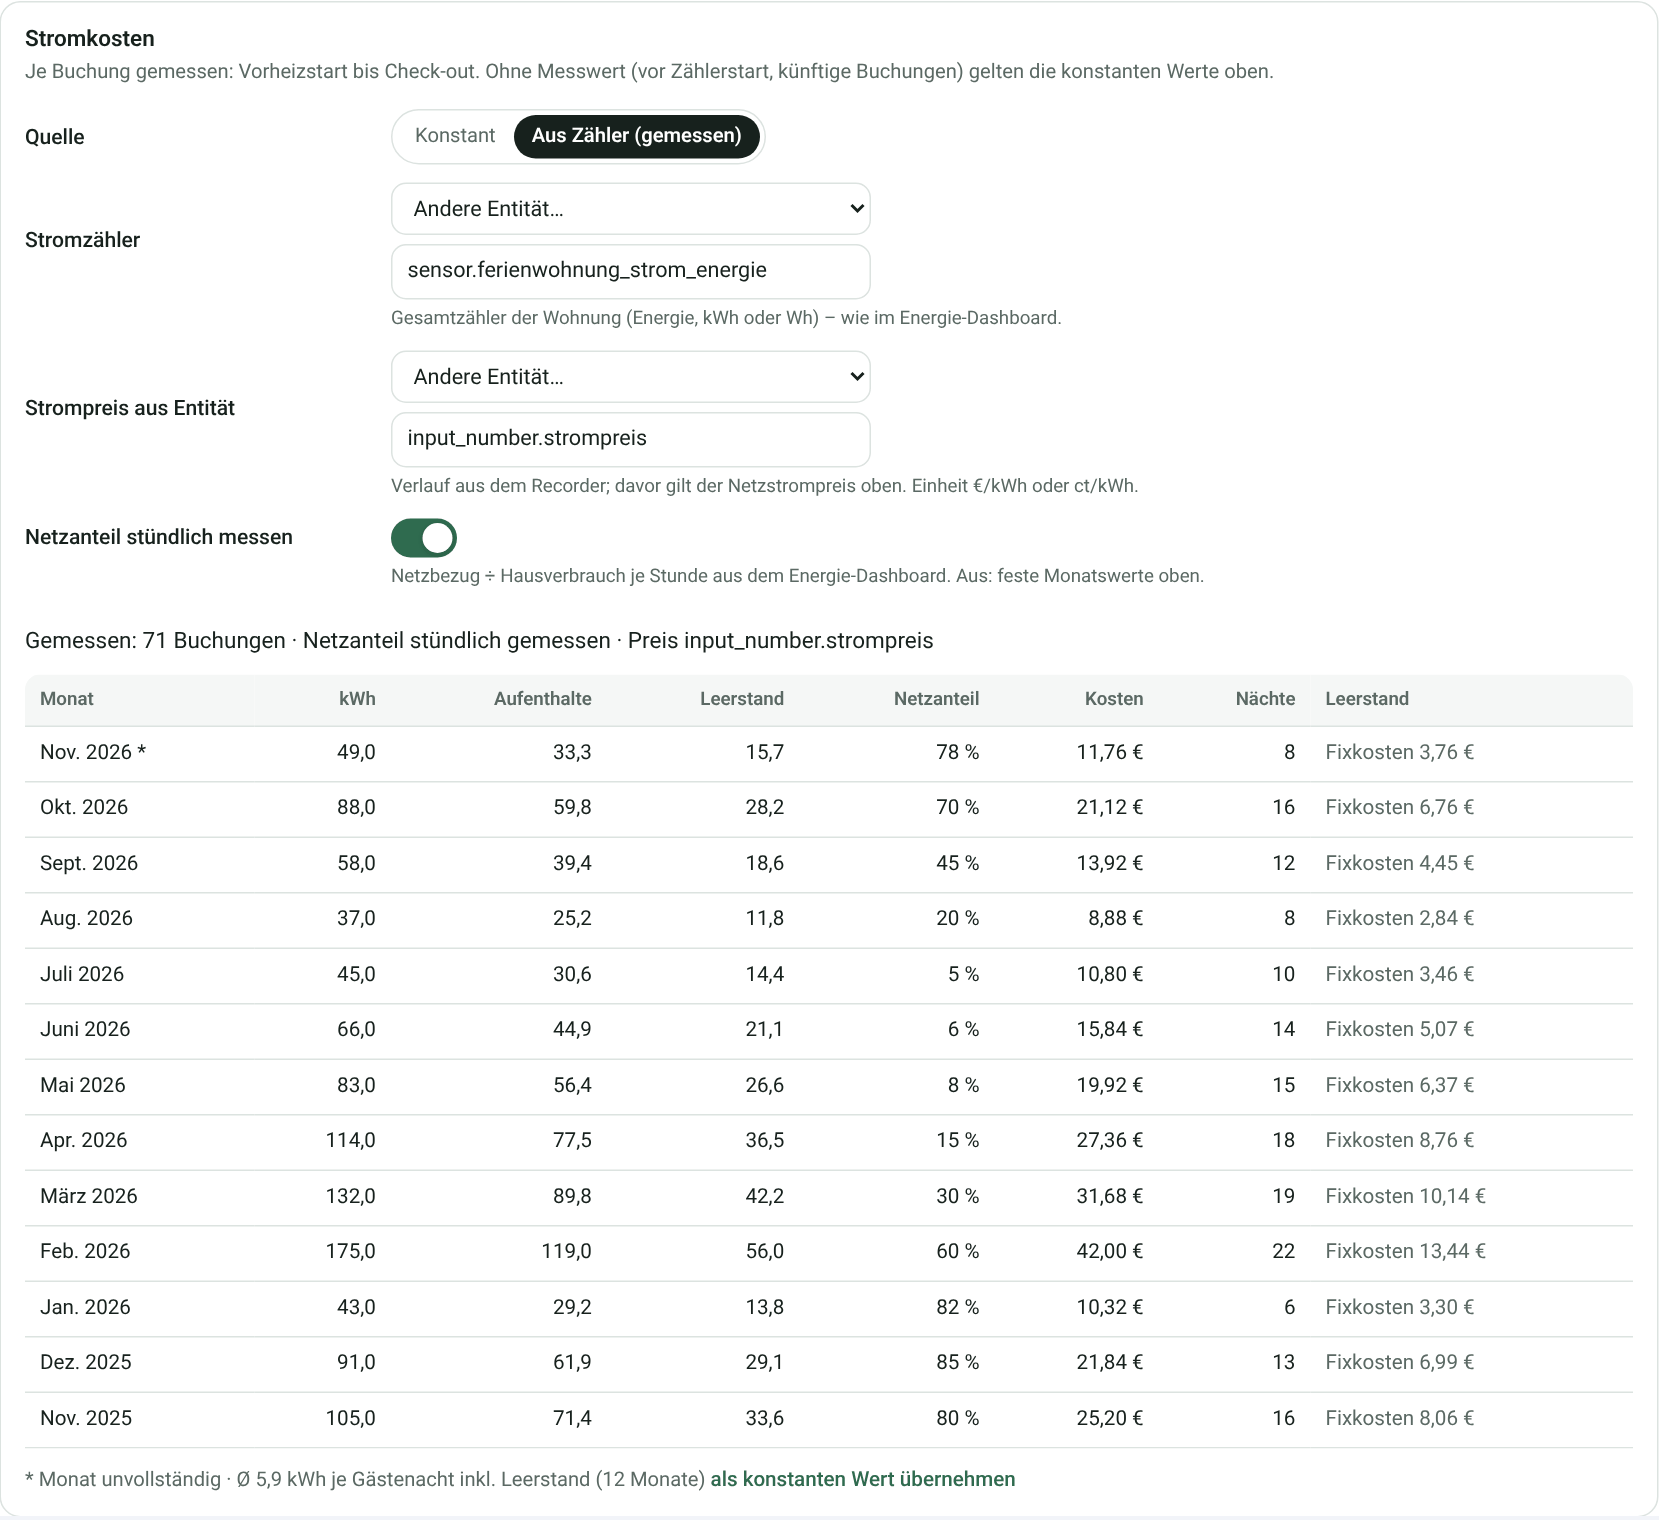 Stromkosten
Je Buchung gemessen: Vorheizstart bis Check-out. Ohne Messwert (vor Zählerstart, künftige Buchungen) gelten die konstanten Werte oben.
Quelle Konstant Aus Zähler (gemessen)
Andere Entität...
Stromzähler
sensor.ferienwohnung_strom_energie
Gesamtzähler der Wohnung (Energie, kWh oder Wh) – wie im Energie-Dashboard.
Andere Entität...
Strompreis aus Entität
input_number.strompreis
Verlauf aus dem Recorder; davor gilt der Netzstrompreis oben. Einheit €/kWh oder ct/kWh.
Netzanteil stündlich messen
Netzbezug ÷ Hausverbrauch je Stunde aus dem Energie-Dashboard. Aus: feste Monatswerte oben.
Gemessen: 71 Buchungen · Netzanteil stündlich gemessen · Preis input_number.strompreis
Monat kWh Aufenthalte Leerstand Netzanteil Kosten Nächte Leerstand
Nov. 2026 * 49,0 33,3 15,7 78 % 11,76 € 8 Fixkosten 3,76 €
Okt. 2026 88,0 59,8 28,2 70 % 21,12 € 16 Fixkosten 6,76 €
Sept. 2026 58,0 39,4 18,6 45 % 13,92 € 12 Fixkosten 4,45 €
Aug. 2026 37,0 25,2 11,8 20 % 8,88 € 8 Fixkosten 2,84 €
Juli 2026 45,0 30,6 14,4 5 % 10,80 € 10 Fixkosten 3,46 €
Juni 2026 66,0 44,9 21,1 6 % 15,84 € 14 Fixkosten 5,07 €
Mai 2026 83,0 56,4 26,6 8 % 19,92 € 15 Fixkosten 6,37 €
Apr. 2026 114,0 77,5 36,5 15 % 27,36 € 18 Fixkosten 8,76 €
März 2026 132,0 89,8 42,2 30 % 31,68 € 19 Fixkosten 10,14 €
Feb. 2026 175,0 119,0 56,0 60 % 42,00 € 22 Fixkosten 13,44 €
Jan. 2026 43,0 29,2 13,8 82 % 10,32 € 6 Fixkosten 3,30 €
Dez. 2025 91,0 61,9 29,1 85 % 21,84 € 13 Fixkosten 6,99 €
Nov. 2025 105,0 71,4 33,6 80 % 25,20 € 16 Fixkosten 8,06 €
* Monat unvollständig · Ø 5,9 kWh je Gästenacht inkl. Leerstand (12 Monate) als konstanten Wert übernehmen